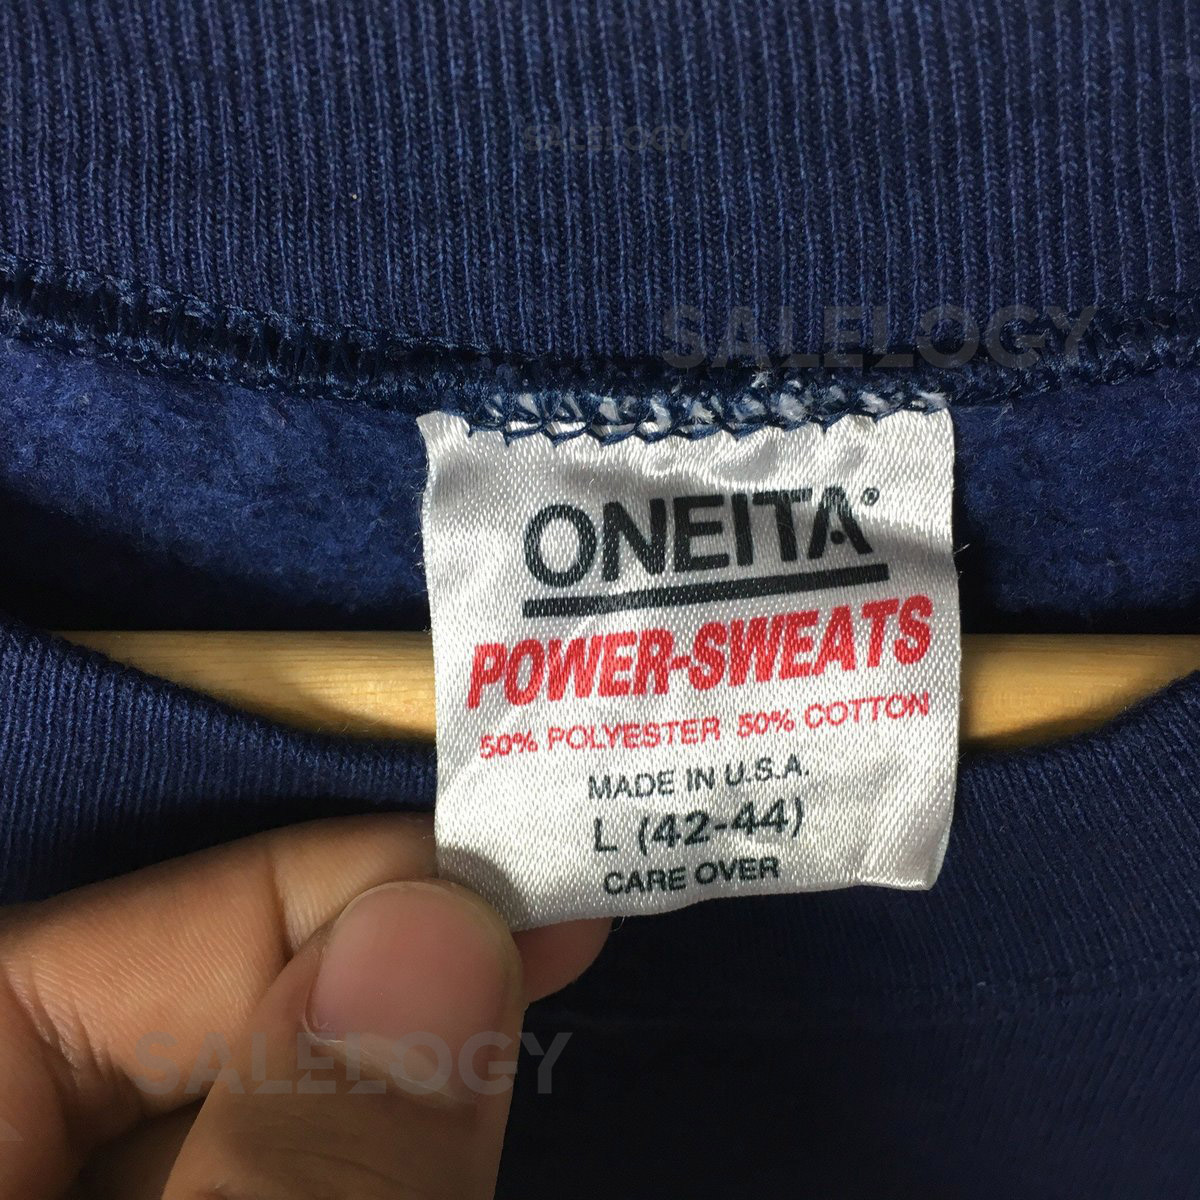 SALELOGY
SALELOGY
ONEITA®
POWER-SWEATS
50% POLYESTER 50% COTTON
MADE IN U.S.A.
L (42-44)
CARE OVER
SALELOGY